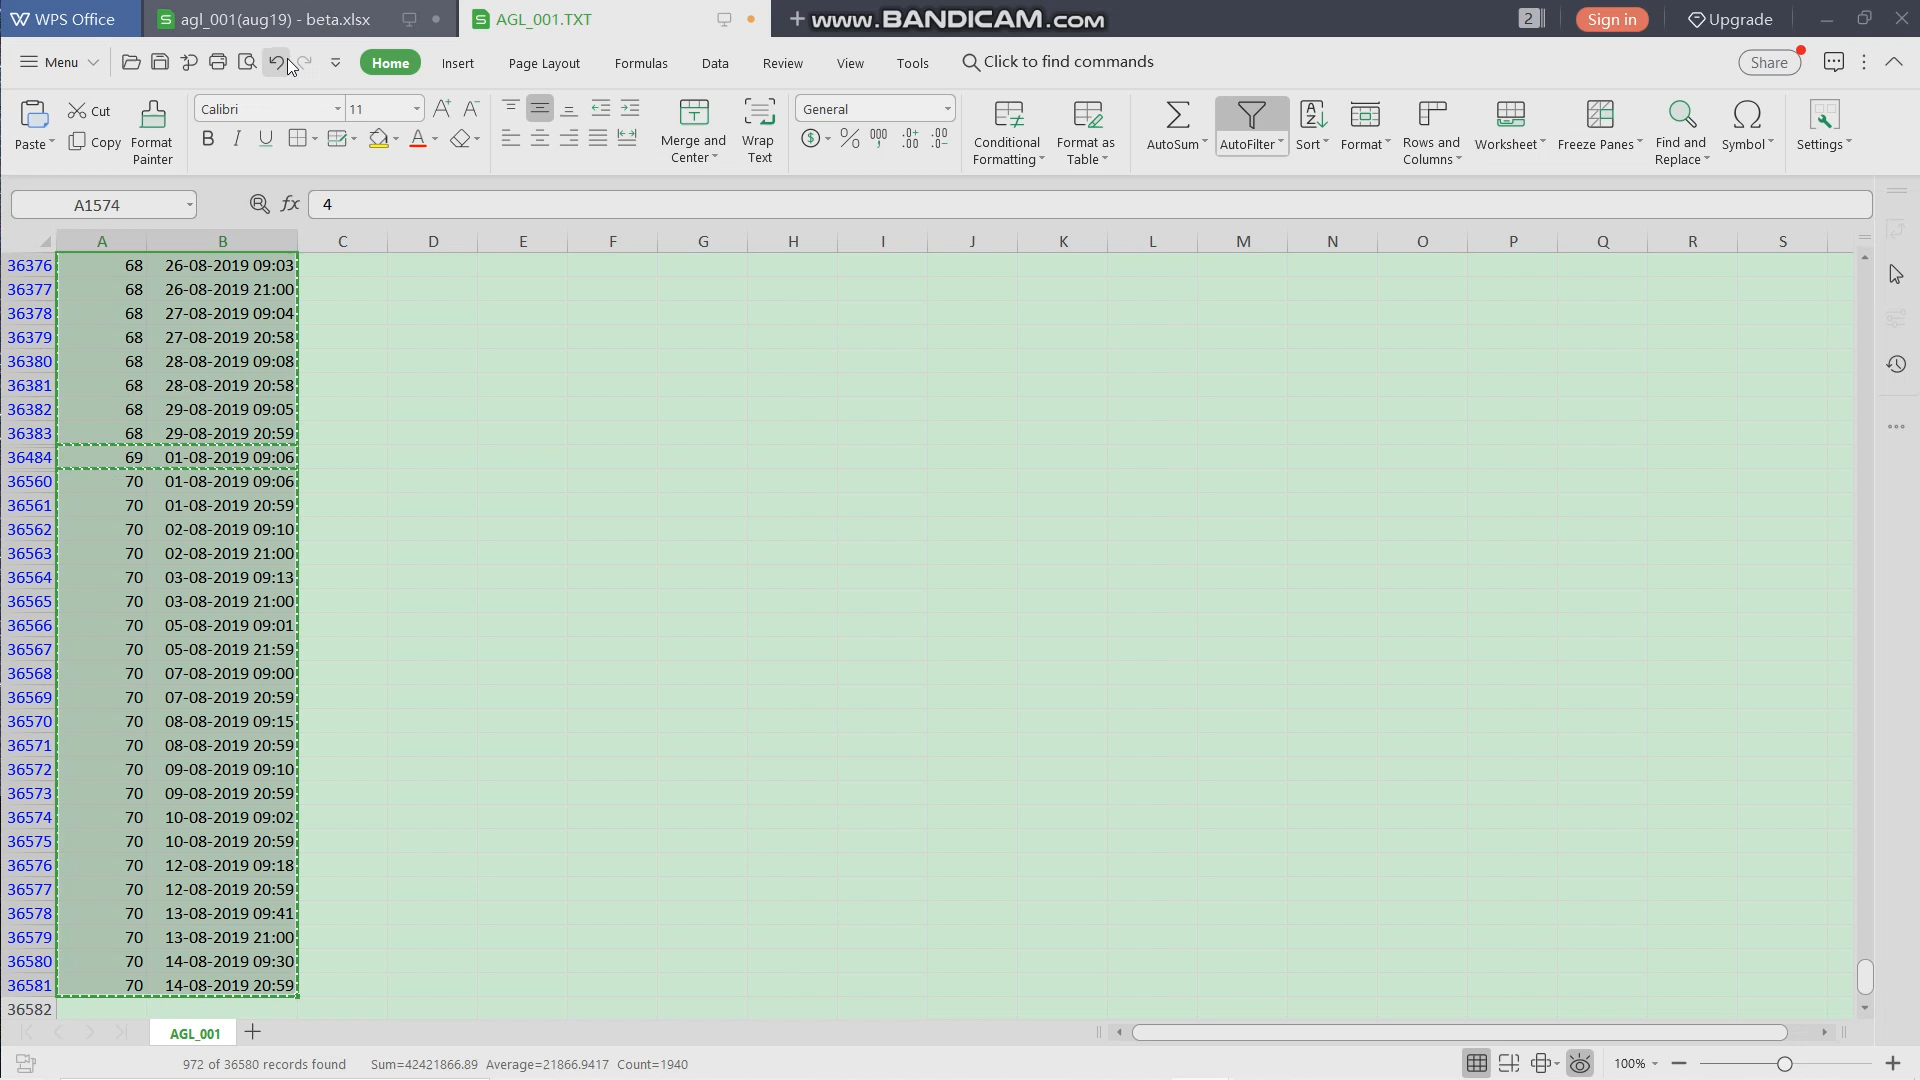 WPS Office
agl_001(aug19) - beta.xlsx
AGL_001.TXT
www.BANDICAM.com
2
Sign in
Upgrade
Menu
Home
Insert
Page Layout
Formulas
Data
Review
View
Tools
Click to find commands
Share
Paste
Cut
Copy
Format Painter
Calibri
11
Merge and Center
Wrap Text
General
Conditional Formatting
Format as Table
AutoSum
AutoFilter
Sort
Format
Rows and Columns
Worksheet
Freeze Panes
Find and Replace
Symbol
Settings
A1574
fx
4
A B C D E F G H I J K L M N O P Q R S
36376 68 26-08-2019 09:03
36377 68 26-08-2019 21:00
36378 68 27-08-2019 09:04
36379 68 27-08-2019 20:58
36380 68 28-08-2019 09:08
36381 68 28-08-2019 20:58
36382 68 29-08-2019 09:05
36383 68 29-08-2019 20:59
36484 69 01-08-2019 09:06
36560 70 01-08-2019 09:06
36561 70 01-08-2019 20:59
36562 70 02-08-2019 09:10
36563 70 02-08-2019 21:00
36564 70 03-08-2019 09:13
36565 70 03-08-2019 21:00
36566 70 05-08-2019 09:01
36567 70 05-08-2019 21:59
36568 70 07-08-2019 09:00
36569 70 07-08-2019 20:59
36570 70 08-08-2019 09:15
36571 70 08-08-2019 20:59
36572 70 09-08-2019 09:10
36573 70 09-08-2019 20:59
36574 70 10-08-2019 09:02
36575 70 10-08-2019 20:59
36576 70 12-08-2019 09:18
36577 70 12-08-2019 20:59
36578 70 13-08-2019 09:41
36579 70 13-08-2019 21:00
36580 70 14-08-2019 09:30
36581 70 14-08-2019 20:59
36582
AGL_001
972 of 36580 records found Sum=42421866.89 Average=21866.9417 Count=1940
100%